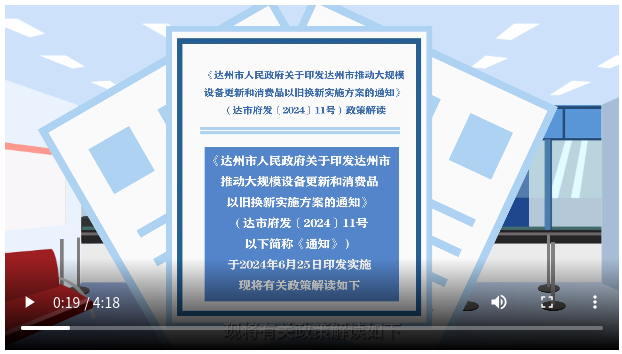 《达州市人民政府关于印发达州市推动大规模
设备更新和消费品以旧换新实施方案的通知》
（达市府发〔2024〕11号）政策解读
《达州市人民政府关于印发达州市
推动大规模设备更新和消费品
以旧换新实施方案的通知》
（达市府发〔2024〕11号
以下简称《通知》）
于2024年6月25日印发实施
现将有关政策解读如下
0:19 / 4:18
现将有关政策解读如下